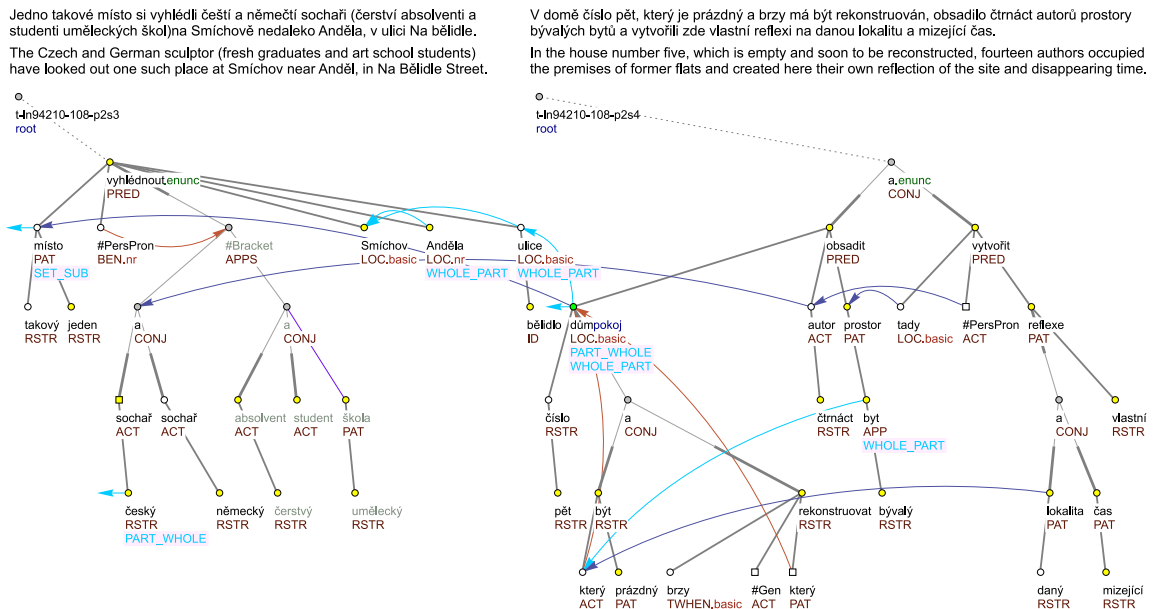 Jedno takové místo si vyhlédli čeští a němečtí sochaři (čerství absolventi a
studenti uměleckých škol)na Smíchově nedaleko Anděla, v ulici Na bělidle.
The Czech and German sculptor (fresh graduates and art school students)
have looked out one such place at Smíchov near Anděl, in Na Bělidle Street.
V domě číslo pět, který je prázdný a brzy má být rekonstruován, obsadilo čtrnáct autorů prostory
bývalých bytů a vytvořili zde vlastní reflexi na danou lokalitu a mizející čas.
In the house number five, which is empty and soon to be reconstructed, fourteen authors occupied
the premises of former flats and created here their own reflection of the site and disappearing time.
t-ln94210-108-p2s3
root
vyhlédnout.enunc
PRED
místo
PAT
SET_SUB
#PersPron
BEN.nr
#Bracket
APPS
Smíchov
LOC.basic
Anděla
LOC.nr
WHOLE_PART
ulice
LOC.basic
WHOLE_PART
takový
RSTR
jeden
RSTR
a
CONJ
a
CONJ
bělidlo
ID
sochař
ACT
sochař
ACT
absolvent
ACT
student
ACT
škola
PAT
český
RSTR
PART_WHOLE
německý
RSTR
čerstvý
RSTR
umělecký
RSTR
t-ln94210-108-p2s4
root
a.enunc
CONJ
obsadit
PRED
vytvořit
PRED
důmpokoj
LOC.basic
PART_WHOLE
WHOLE_PART
autor
ACT
prostor
PAT
tady
LOC.basic
#PersPron
ACT
reflexe
PAT
číslo
RSTR
a
CONJ
čtrnáct
RSTR
byt
APP
WHOLE_PART
a
CONJ
vlastní
RSTR
pět
RSTR
být
RSTR
rekonstruovat
RSTR
bývalý
RSTR
lokalita
PAT
čas
PAT
který
ACT
prázdný
PAT
brzy
TWHEN.basic
#Gen
ACT
který
PAT
daný
RSTR
mizející
RSTR